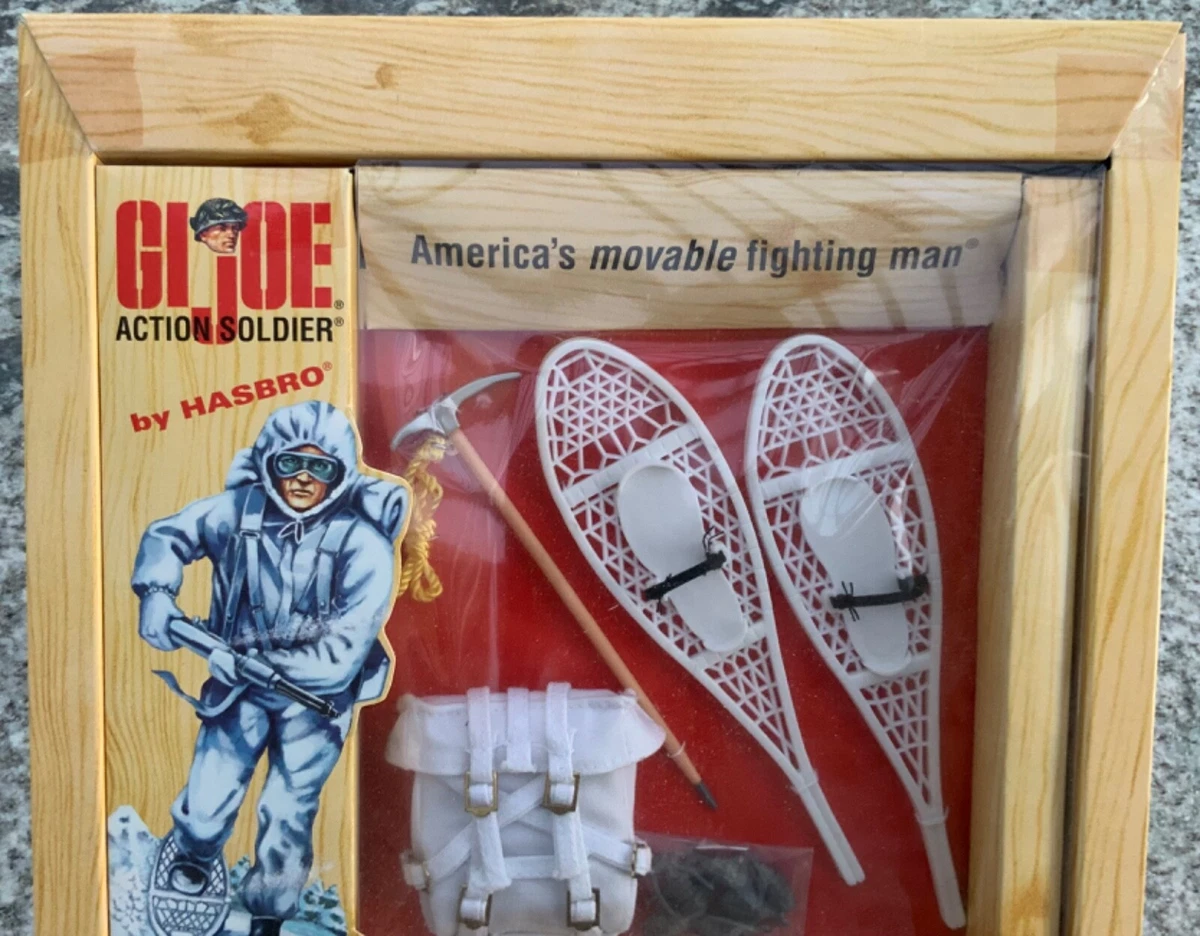 GI JOE®
ACTION SOLDIER®
by HASBRO®
America's movable fighting man®